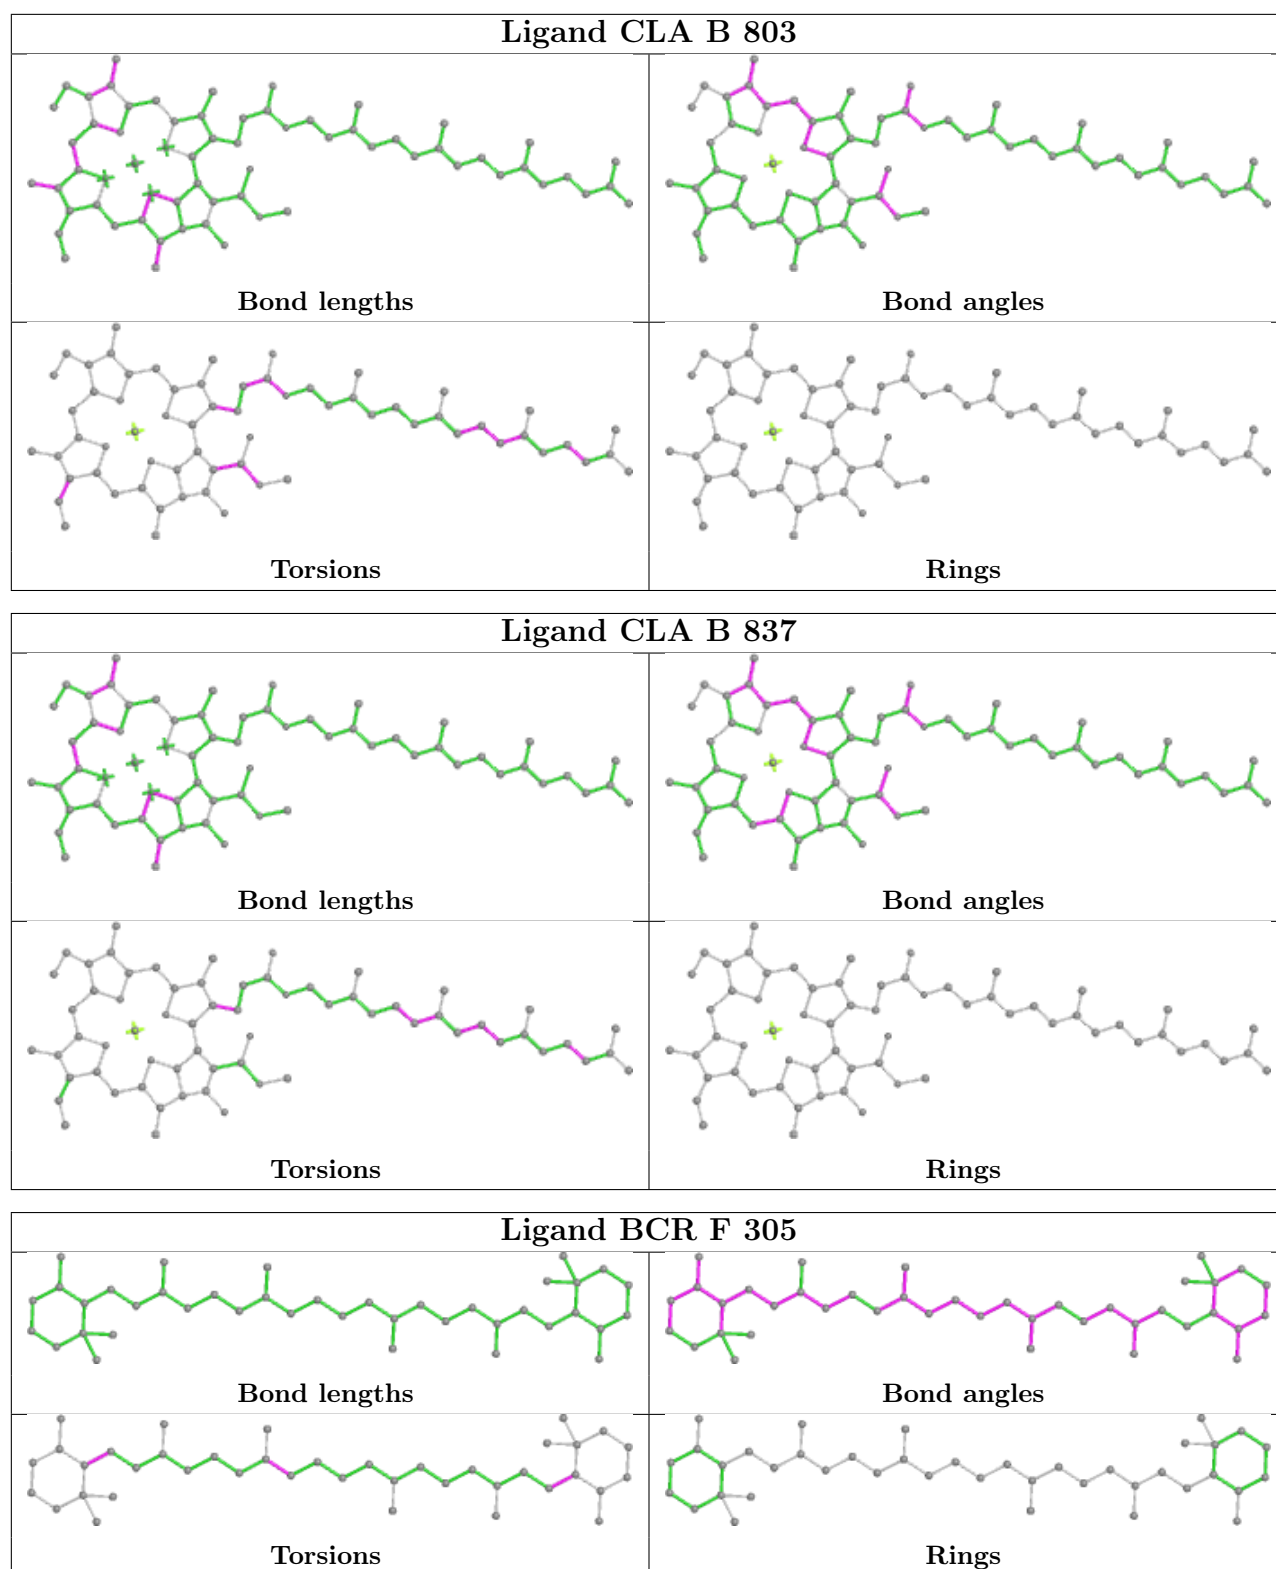 Ligand CLA B 803
Bond lengths
Bond angles
Torsions
Rings
Ligand CLA B 837
Bond lengths
Bond angles
Torsions
Rings
Ligand BCR F 305
Bond lengths
Bond angles
Torsions
Rings